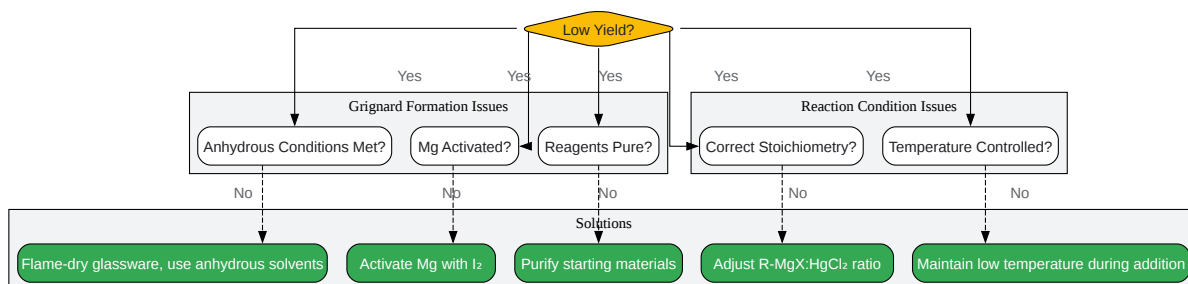 Low Yield?
Yes Yes Yes Yes Yes
Grignard Formation Issues
Reaction Condition Issues
Anhydrous Conditions Met?
Mg Activated?
Reagents Pure?
Correct Stoichiometry?
Temperature Controlled?
No No No No No
Solutions
Flame-dry glassware, use anhydrous solvents
Activate Mg with I₂
Purify starting materials
Adjust R-MgX:HgCl₂ ratio
Maintain low temperature during addition